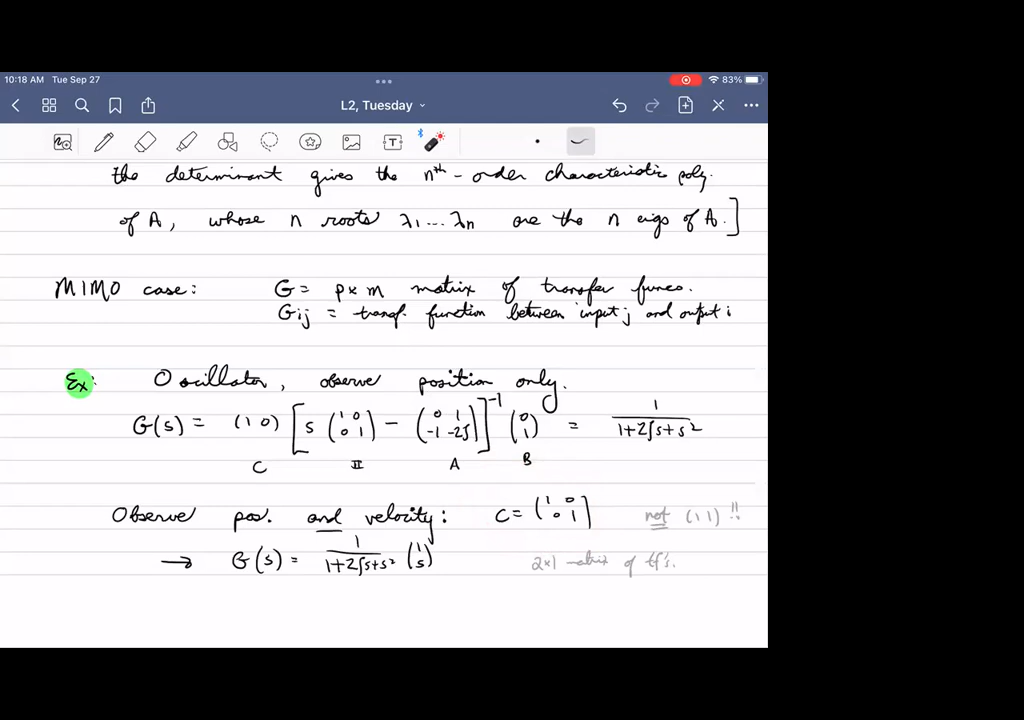 10:18 AM Tue Sep 27
83%
L2, Tuesday
the determinant gives the nth-order characteristic poly.
of A, whose n roots λ1...λn are the n eigs of A.]
MIMO case: G = p×m matrix of transfer funcs.
Gij = transf. function between input j and output i
Ex: Oscillator, observe position only.
G(s) = (1 0) [s (1 0; 0 1) - (0 1; -1 -2ζ)]^-1 (0; 1) = 1/(1+2ζs+s²)
C II A B
Observe pos. and velocity: C = (1 0; 0 1) not (1 1) !!
→ G(s) = 1/(1+2ζs+s²) (1; s) 2×1 matrix of tf's.